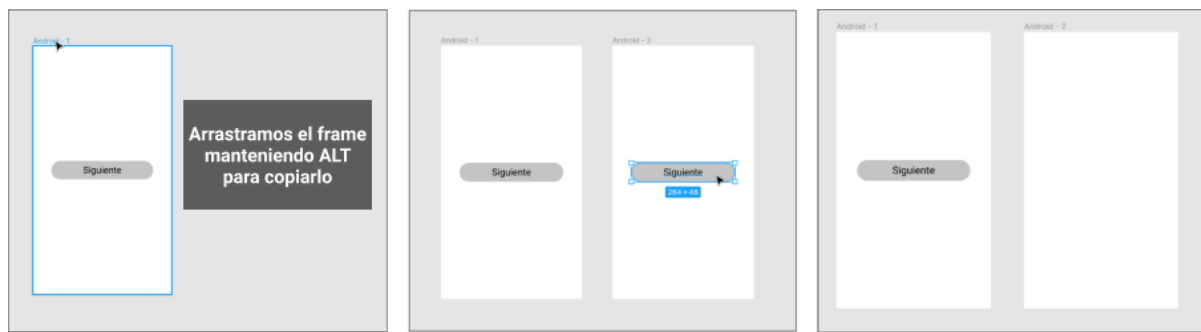 Android - 1
Arrastramos el frame
manteniendo ALT
para copiarlo
Siguiente
Android - 1
Android - 2
Siguiente
Siguiente
264 × 48
Android - 1
Android - 2
Siguiente